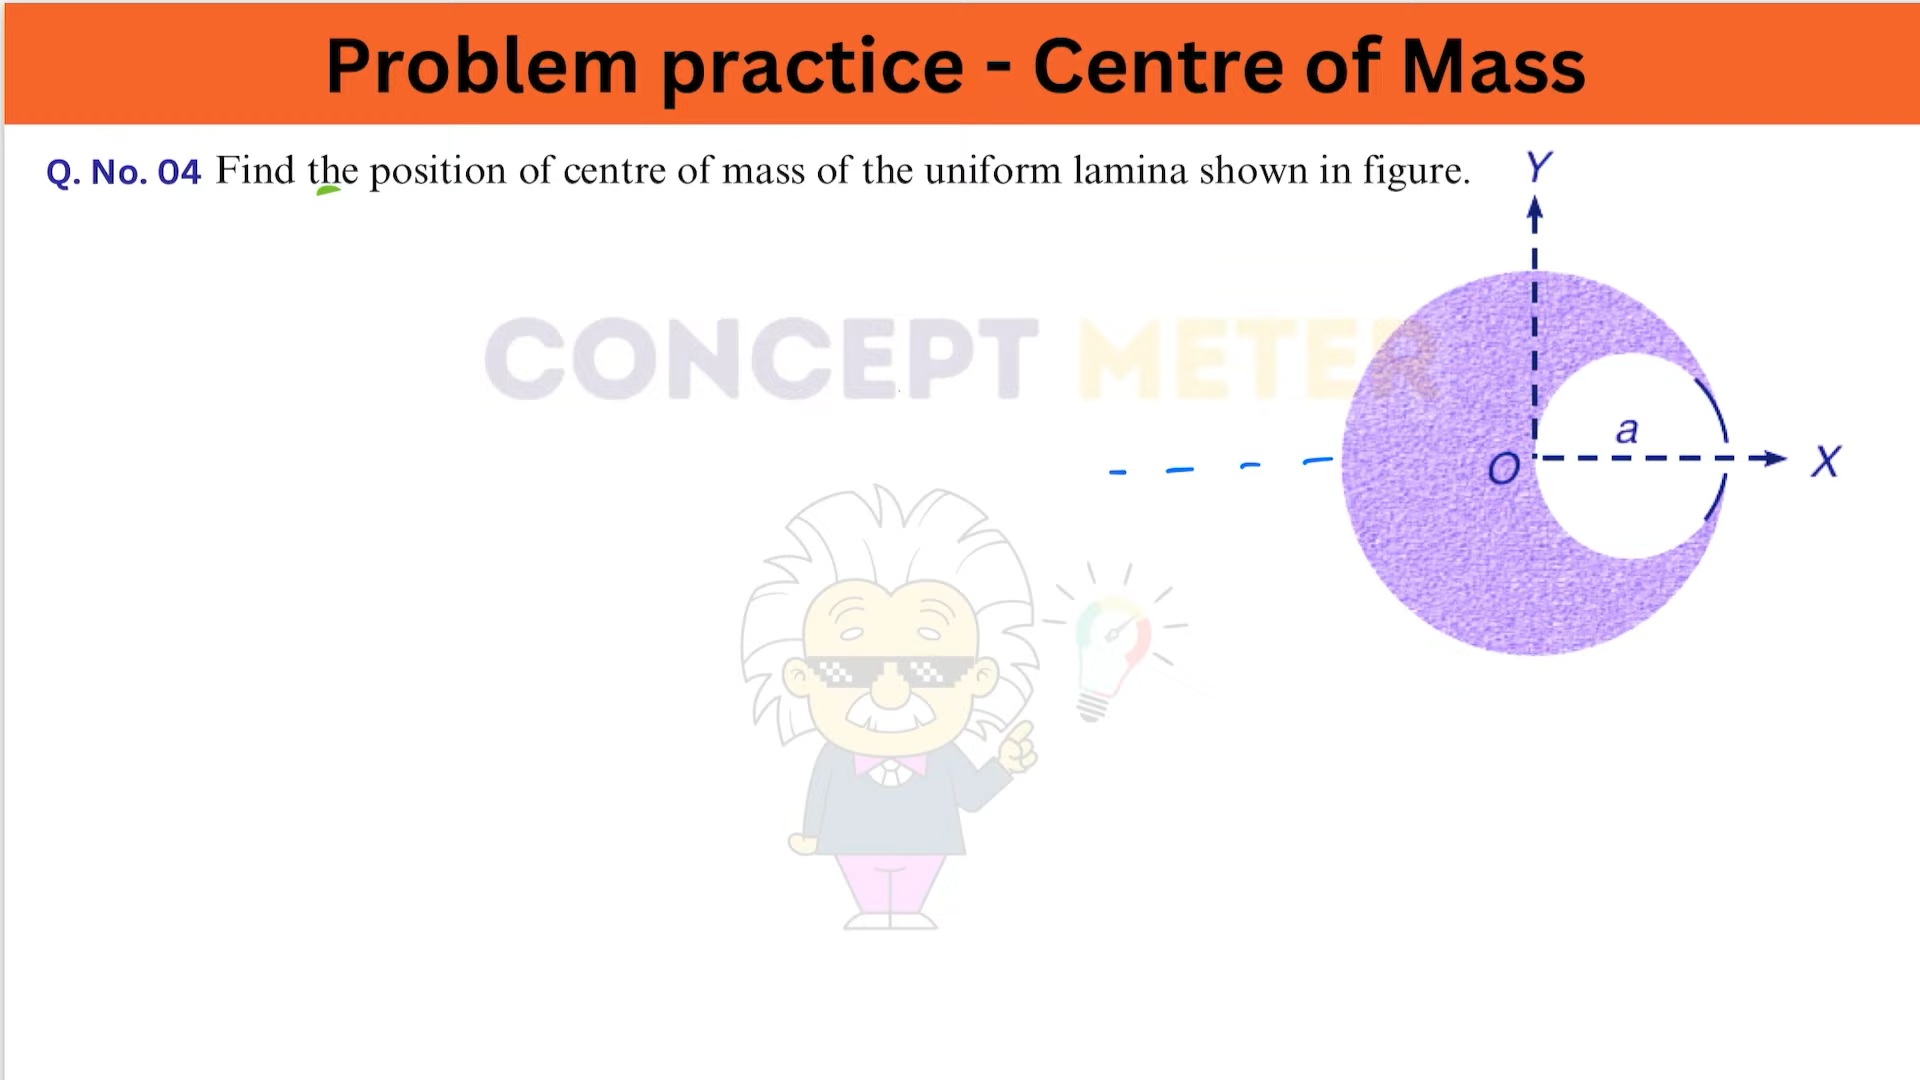 Problem practice - Centre of Mass
Q. No. 04 Find the position of centre of mass of the uniform lamina shown in figure.
Y
CONCEPT METER
a
O
X